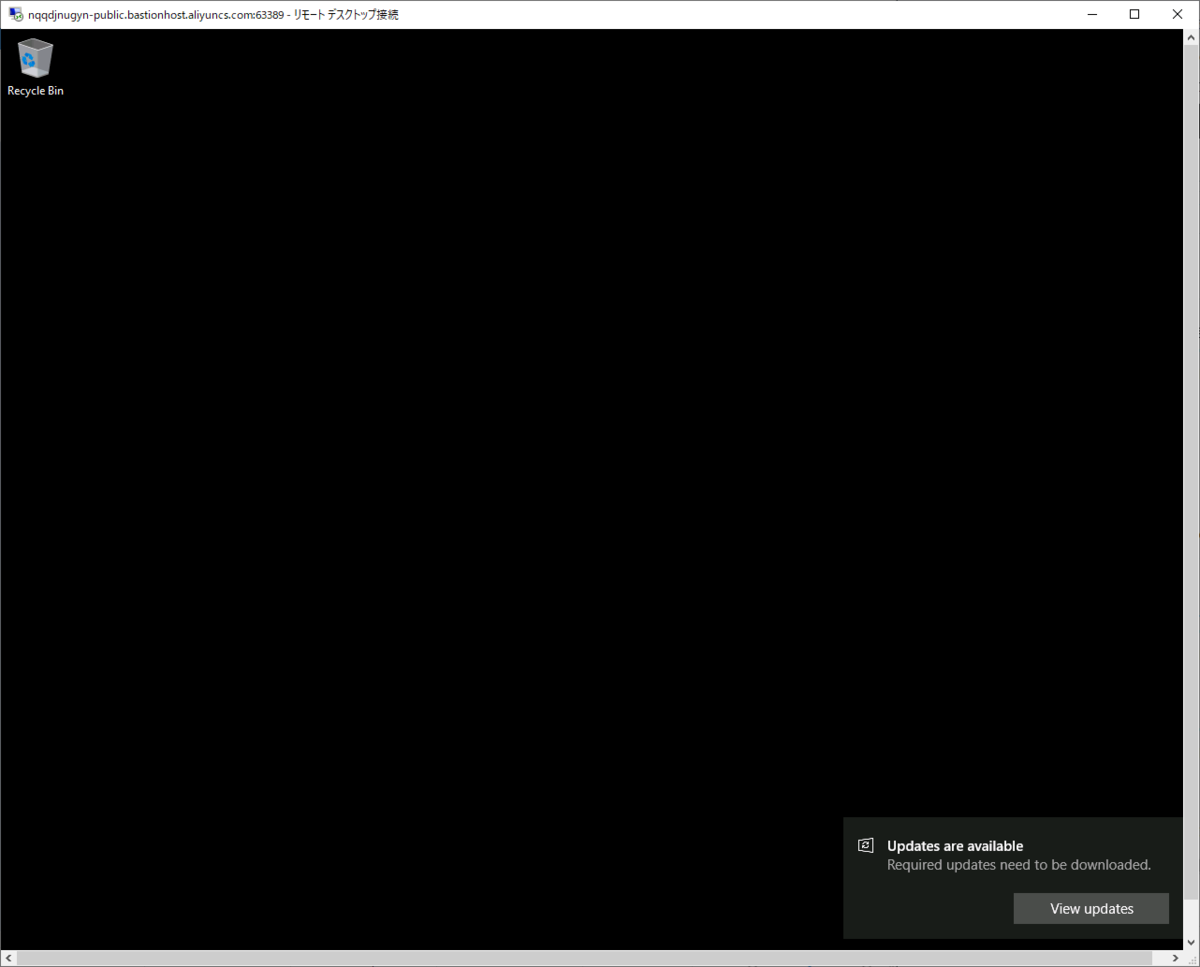 nqqdjnugyn-public.bastionhost.aliyuncs.com:63389 - リモート デスクトップ接続
Recycle Bin
Updates are available
Required updates need to be downloaded.
View updates